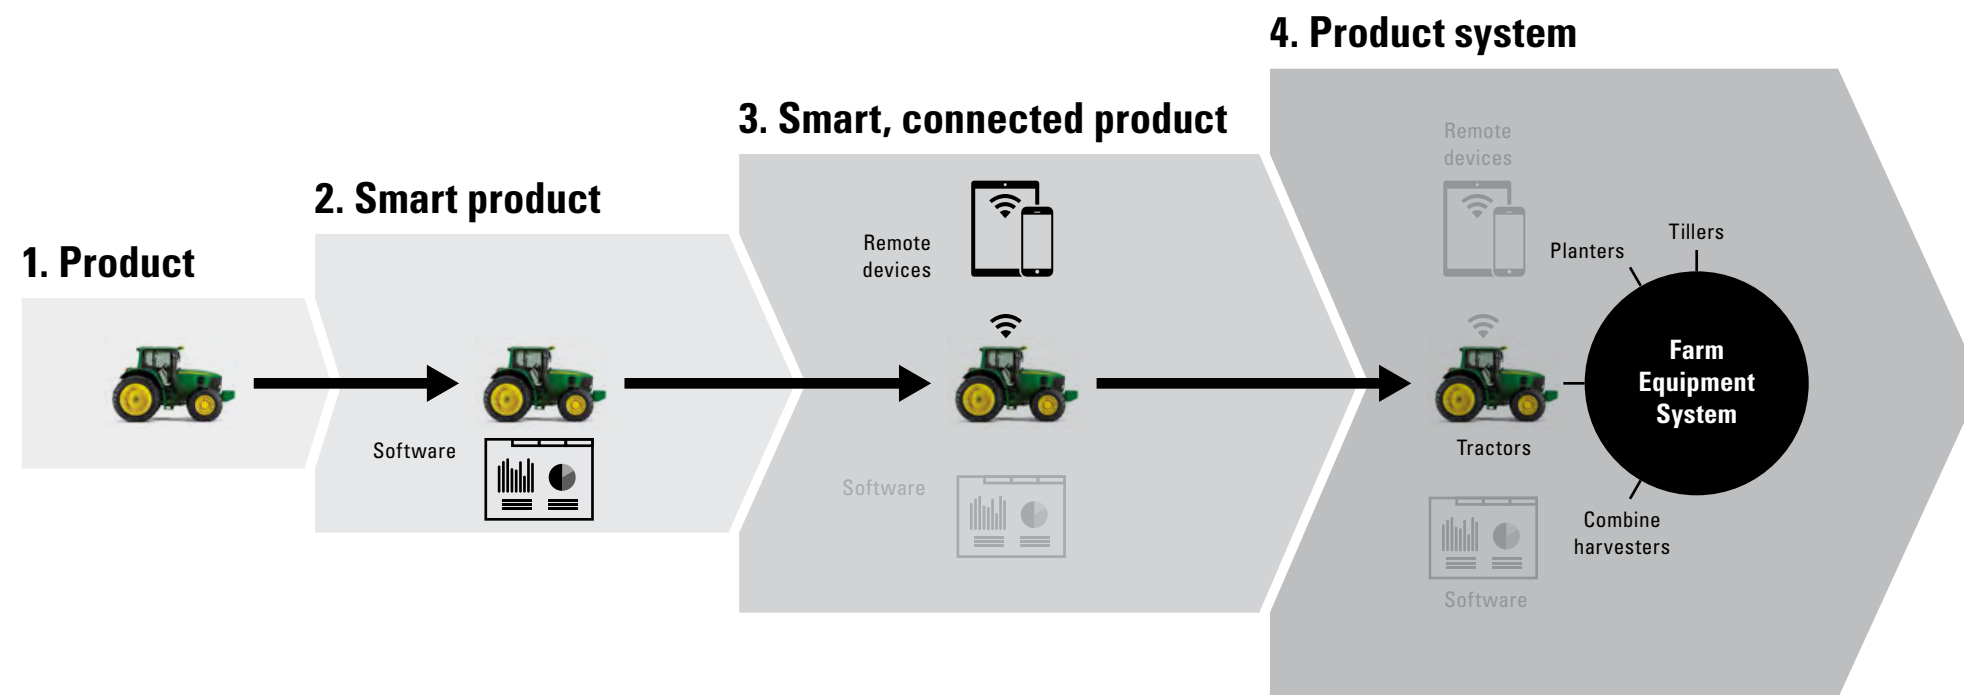 1. Product
2. Smart product
Software
3. Smart, connected product
Remote
devices
Software
4. Product system
Remote
devices
Planters
Tillers
Farm
Equipment
System
Tractors
Combine
harvesters
Software